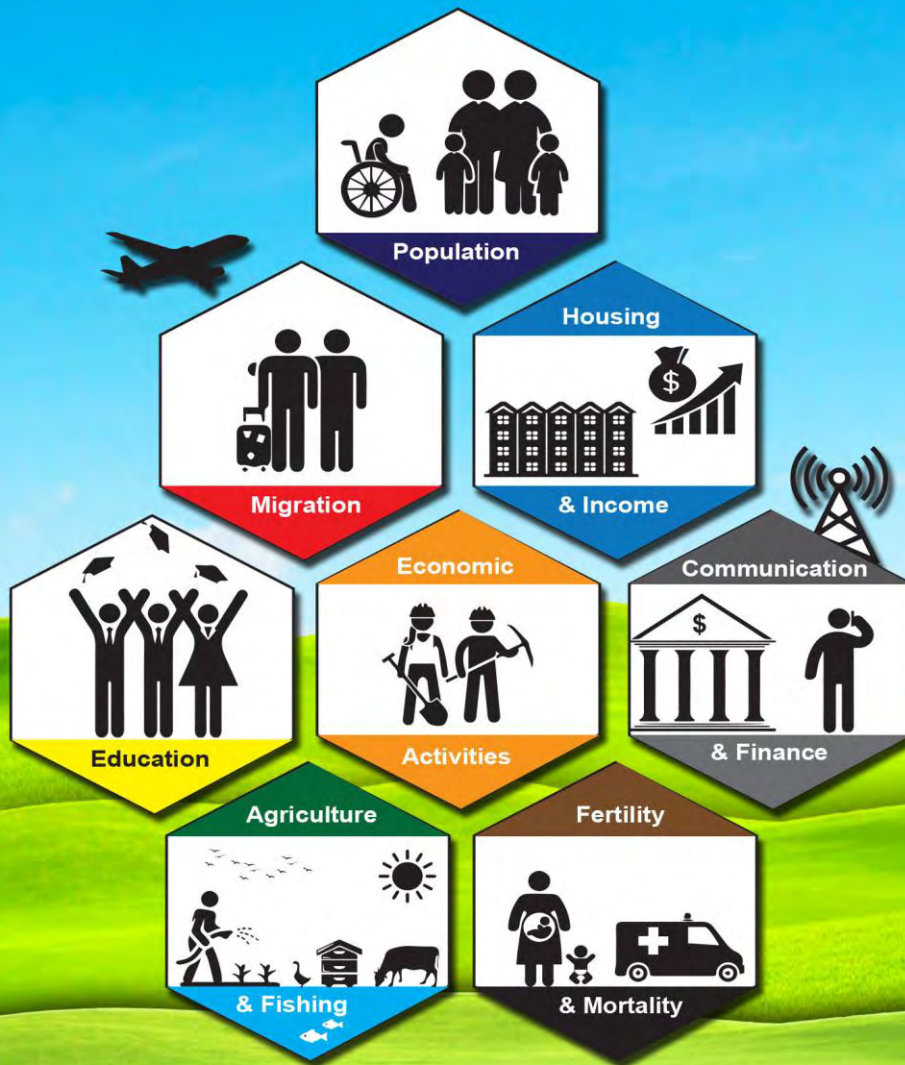 Population
Migration
Housing
$
& Income
Education
Economic
Activities
Communication
$
& Finance
Agriculture
& Fishing
Fertility
& Mortality